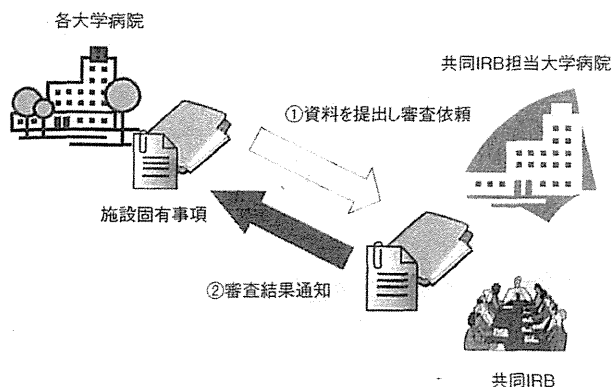 各大学病院
共同IRB担当大学病院
①資料を提出し審査依頼
施設固有事項
②審査結果通知
共同IRB